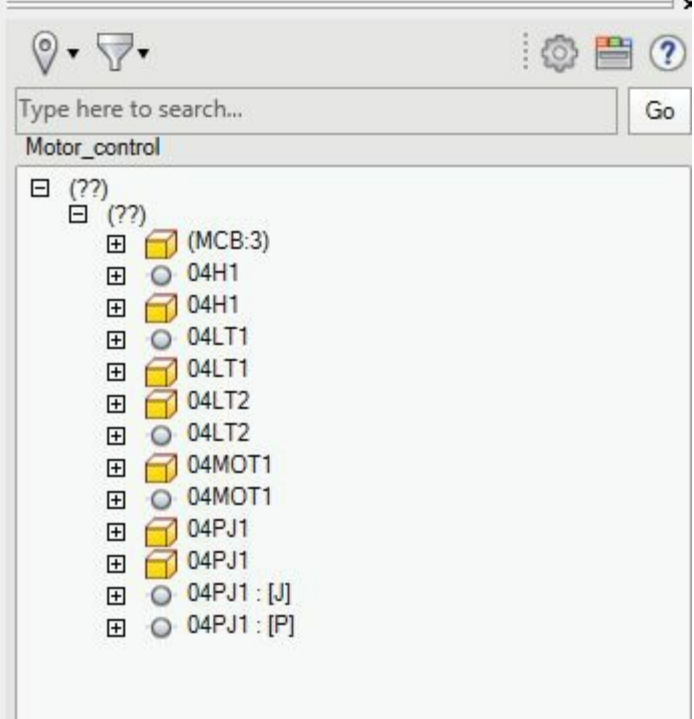 Type here to search...
Go
Motor_control
(??)
(??)
(MCB:3)
04H1
04H1
04LT1
04LT1
04LT2
04LT2
04MOT1
04MOT1
04PJ1
04PJ1
04PJ1 : [J]
04PJ1 : [P]